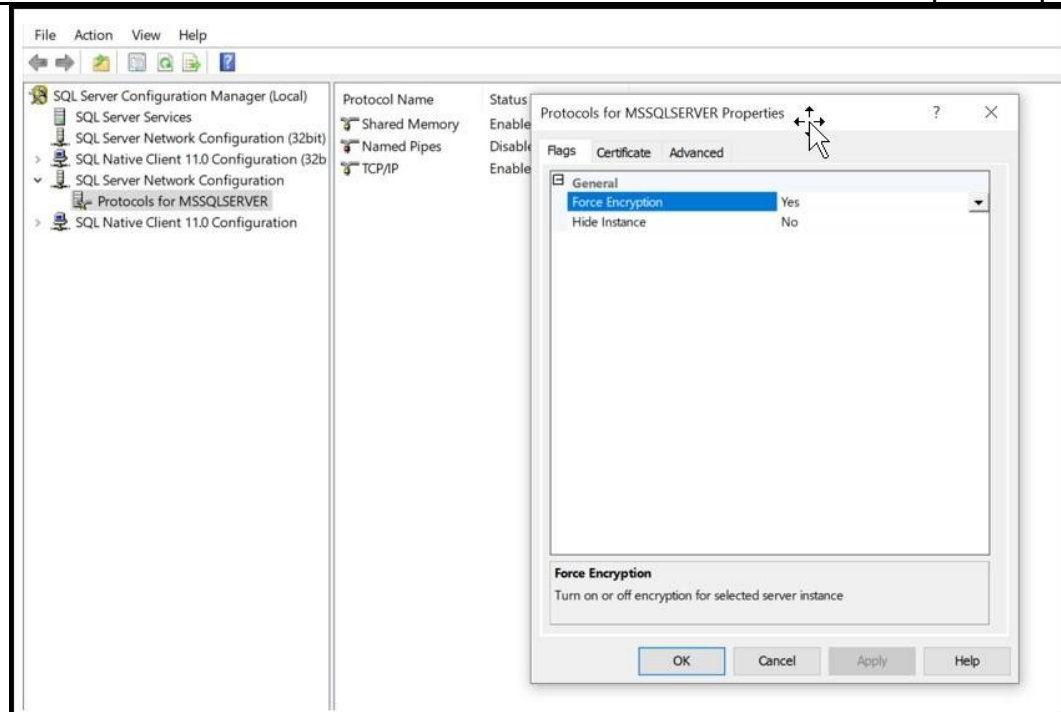 File Action View Help
SQL Server Configuration Manager (Local)
SQL Server Services
SQL Server Network Configuration (32bit)
SQL Native Client 11.0 Configuration (32b
SQL Server Network Configuration
Protocols for MSSQLSERVER
SQL Native Client 11.0 Configuration
Protocol Name Status
Shared Memory Enable
Named Pipes Disable
TCP/IP Enable
Protocols for MSSQLSERVER Properties ? X
Flags Certificate Advanced
General
Force Encryption Yes
Hide Instance No
Force Encryption
Turn on or off encryption for selected server instance
OK Cancel Apply Help